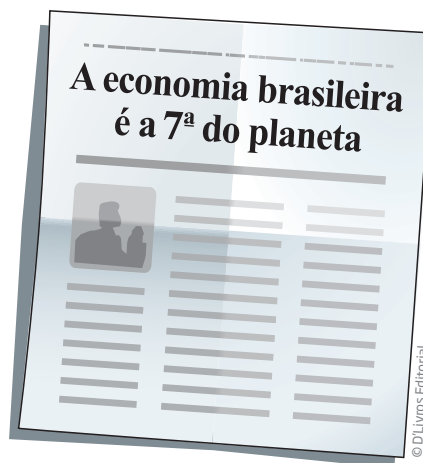 A economia brasileira
é a 7ª do planeta
© D'Livros Editorial